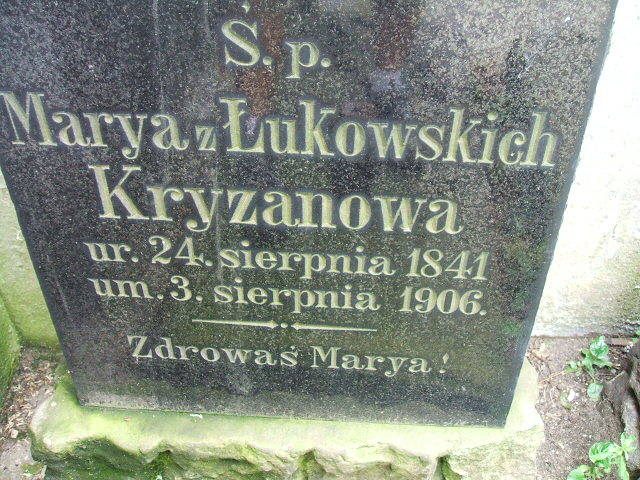 Ś. p.
Marya z Łukowskich
Kryzanowa
ur. 24. sierpnia 1841
um. 3. sierpnia 1906.
Zdrowaś Marya!